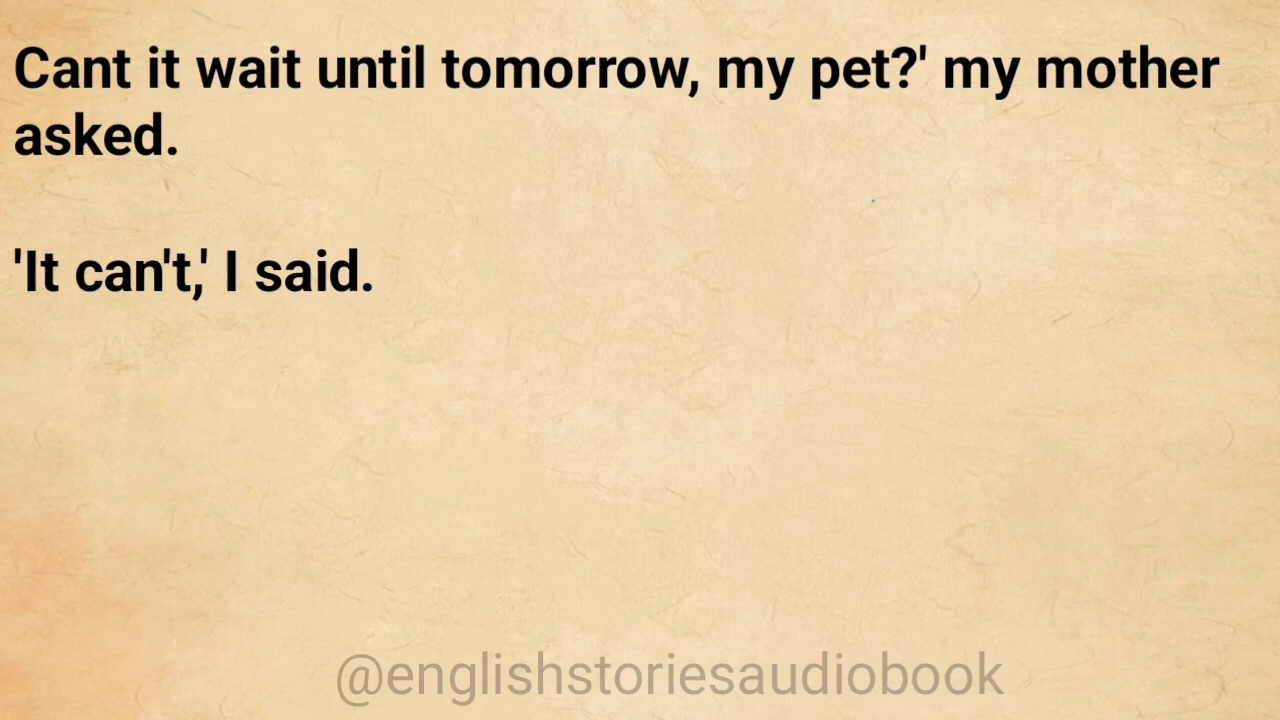 Cant it wait until tomorrow, my pet?' my mother
asked.
'It can't,' I said.
@englishstoriesaudiobook